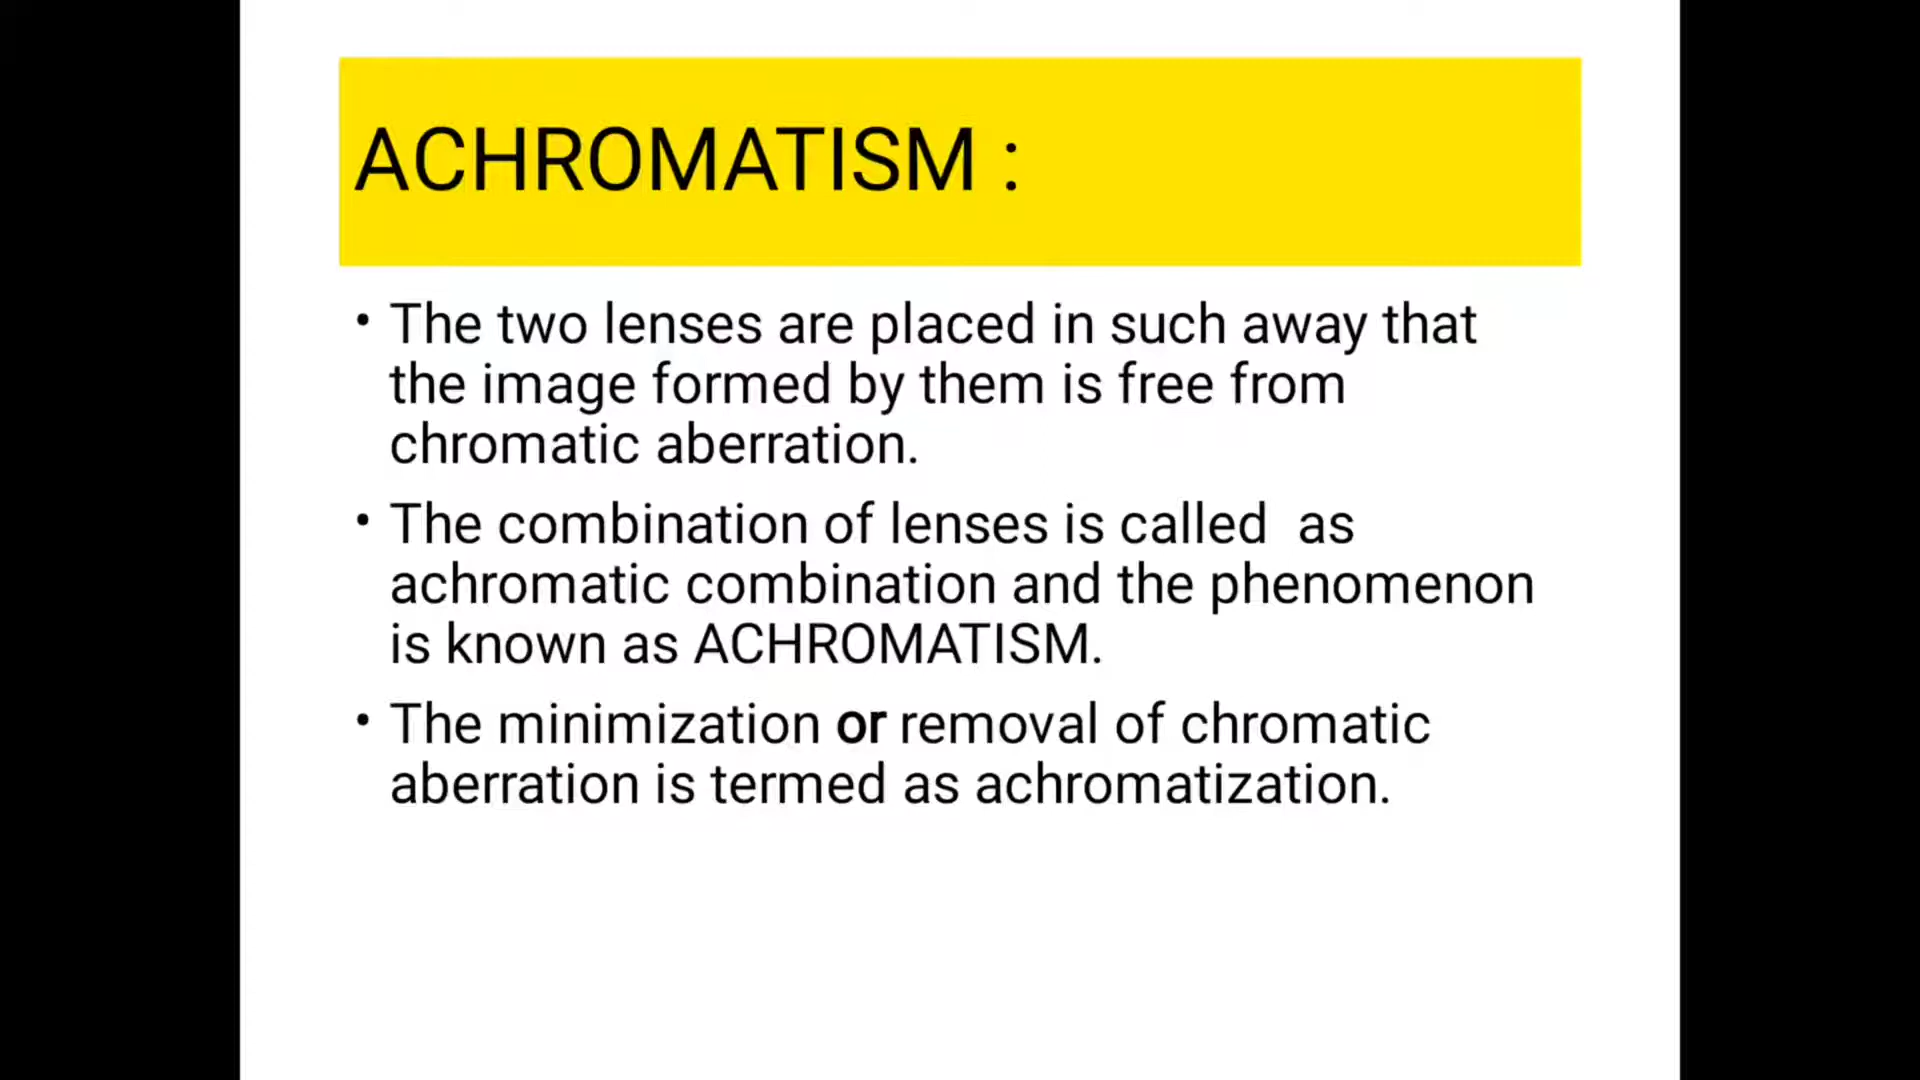 ACHROMATISM :
• The two lenses are placed in such away that
the image formed by them is free from
chromatic aberration.
• The combination of lenses is called  as
achromatic combination and the phenomenon
is known as ACHROMATISM.
• The minimization or removal of chromatic
aberration is termed as achromatization.